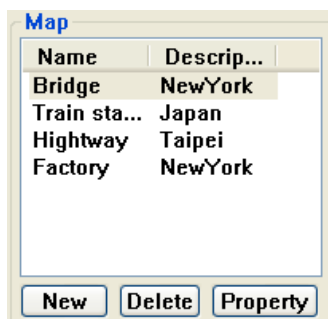 Map
Name Descrip...
Bridge NewYork
Train sta... Japan
Hightway Taipei
Factory NewYork
New Delete Property